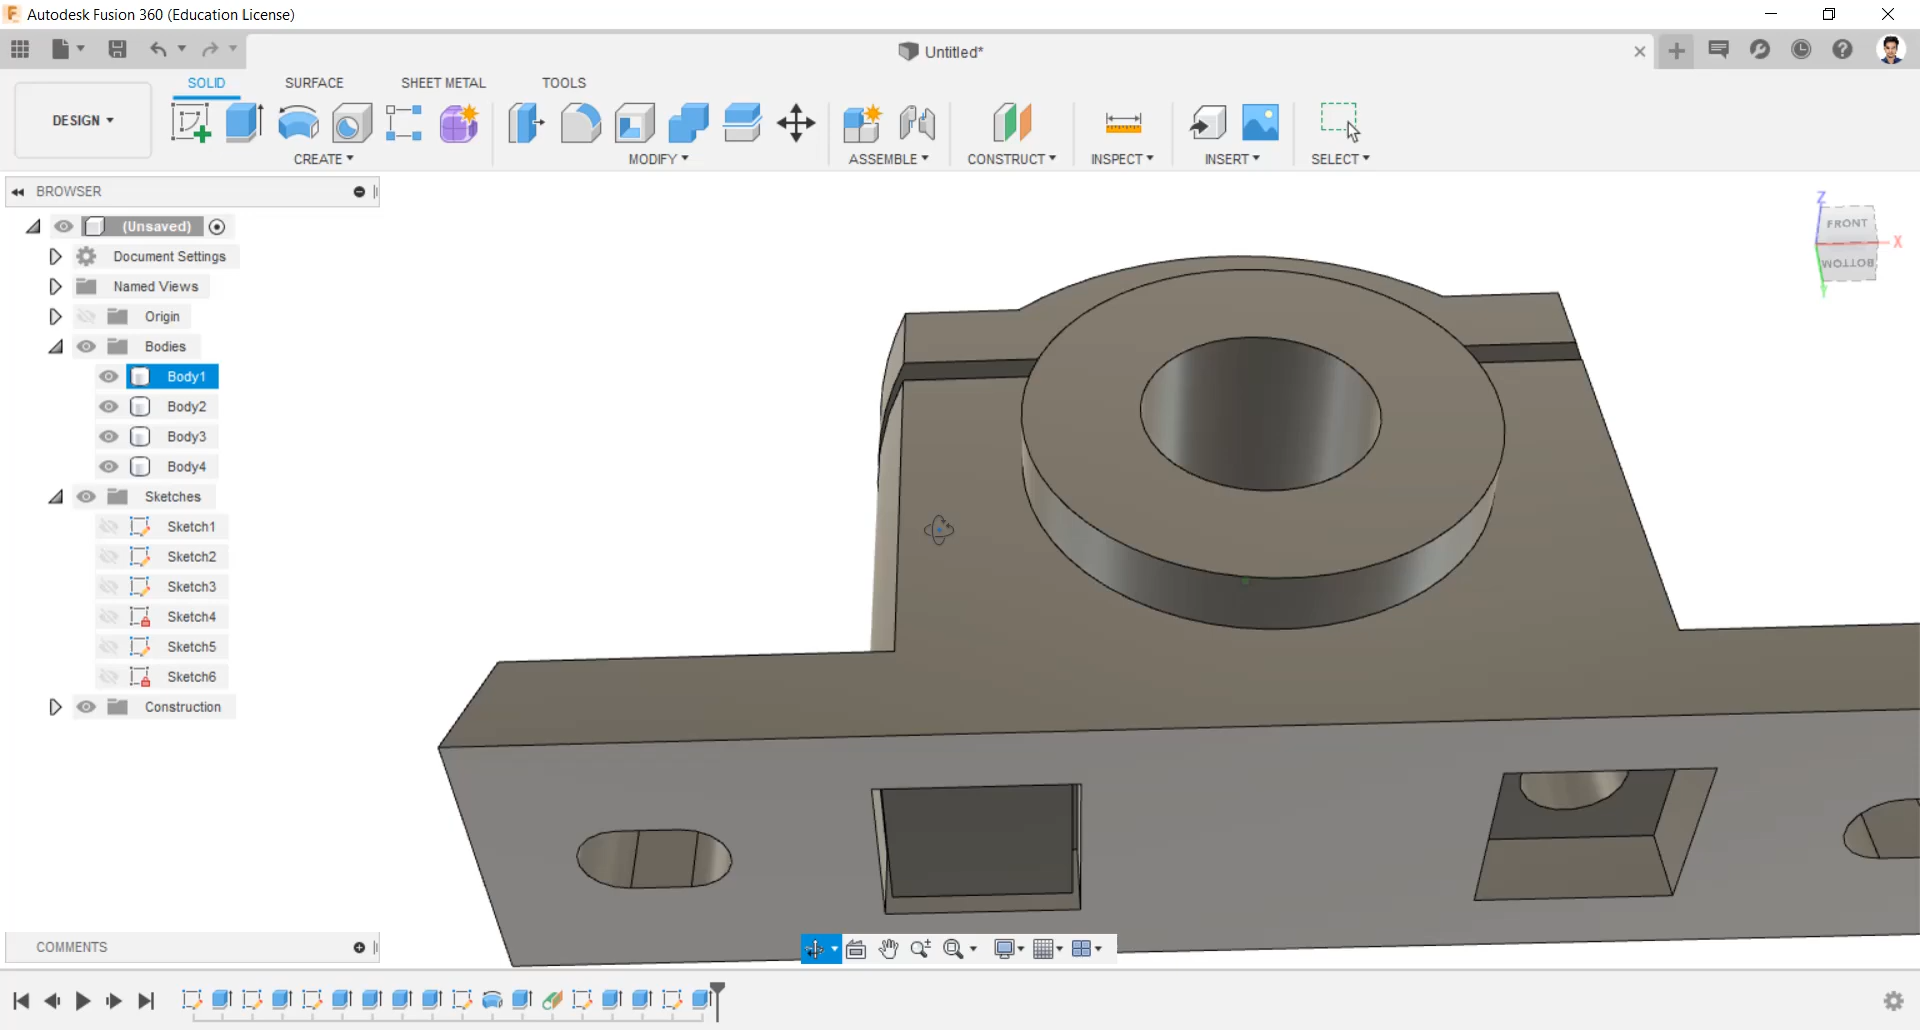 Autodesk Fusion 360 (Education License)
Untitled*
SOLID SURFACE SHEET METAL TOOLS
DESIGN
CREATE MODIFY ASSEMBLE CONSTRUCT INSPECT INSERT SELECT
BROWSER
(Unsaved)
Document Settings
Named Views
Origin
Bodies
Body1
Body2
Body3
Body4
Sketches
Sketch1
Sketch2
Sketch3
Sketch4
Sketch5
Sketch6
Construction
Z
FRONT
X
BOTTOM
COMMENTS